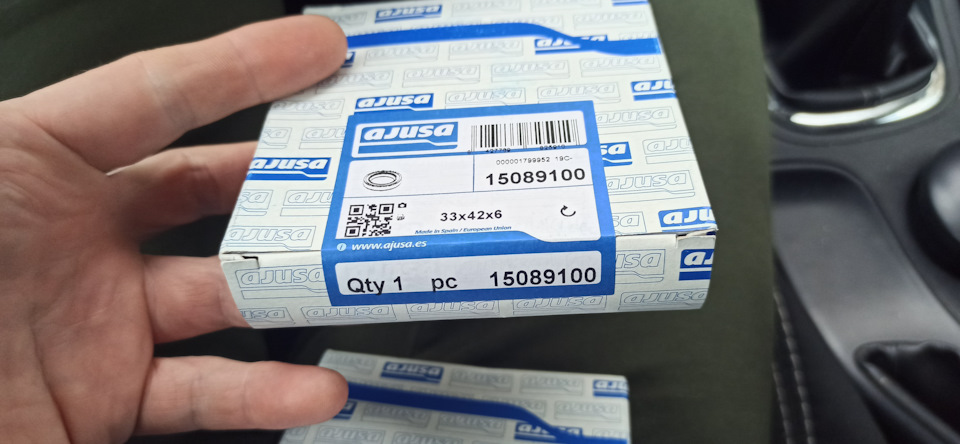 AJUSA
000001799952 19C-
15089100
33x42x6
Made in Spain / European Union
i www.ajusa.es
Qty 1 pc 15089100